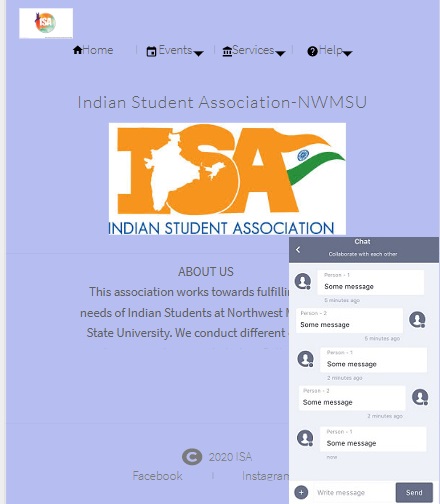 ISA
Home
Events
Services
Help
Indian Student Association-NWMSU
ISA
INDIAN STUDENT ASSOCIATION
ABOUT US
This association works towards
needs of Indian Students at Northwest
State University. We conduct different
2020 ISA
Facebook
Chat
Collaborate with each other
Person - 1
Some message
5 minutes ago
Person - 2
Some message
5 minutes ago
Person - 1
Some message
2 minutes ago
Person - 2
Some message
2 minutes ago
Person - 1
Some message
Write message
Send